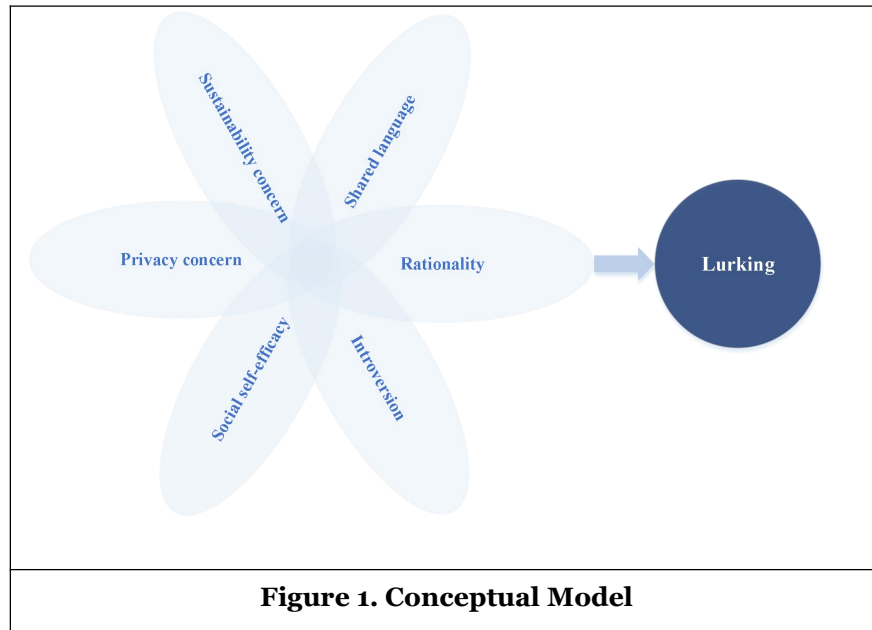 Sustainability concern
Shared language
Privacy concern
Rationality
Lurking
Social self-efficacy
Introversion
Figure 1. Conceptual Model